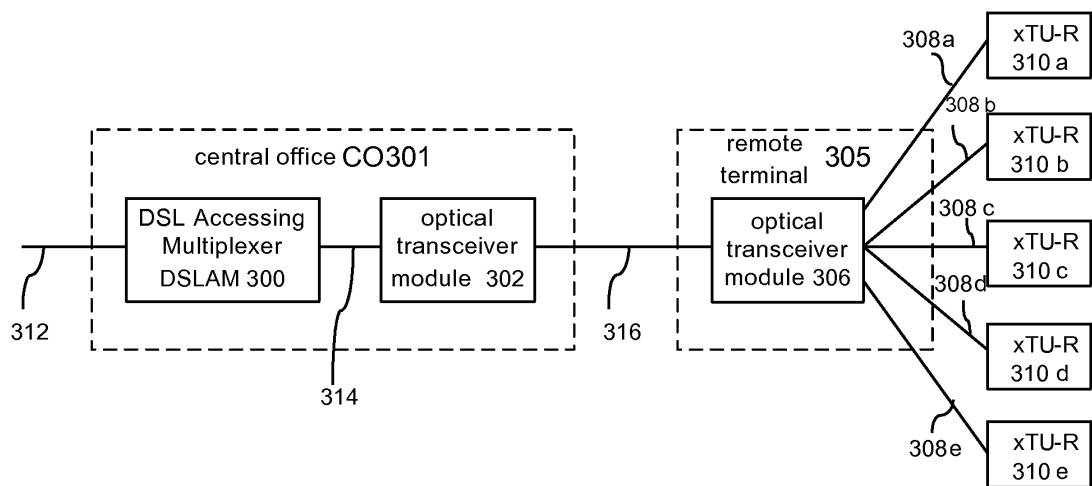 xTU-R
310 a
308a
308 b
xTU-R
310 b
central office CO301
remote
terminal 305
DSL Accessing
Multiplexer
DSLAM 300
optical
transceiver
module 302
optical
transceiver
module 306
308 c
xTU-R
310 c
308d
312
316
314
xTU-R
310 d
308e
xTU-R
310 e